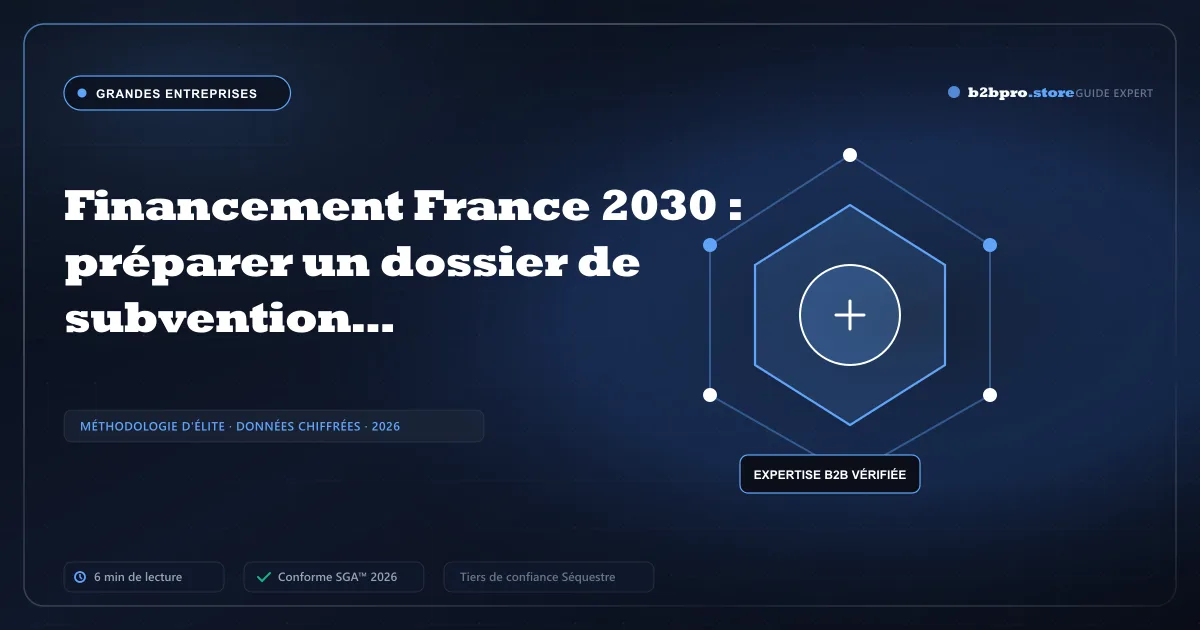 GRANDES ENTREPRISES
b2bpro.store GUIDE EXPERT
Financement France 2030 :
préparer un dossier de
subvention...
MÉTHODOLOGIE D'ÉLITE · DONNÉES CHIFFRÉES · 2026
EXPERTISE B2B VÉRIFIÉE
6 min de lecture
Conforme SGA™ 2026
Tiers de confiance Séquestre